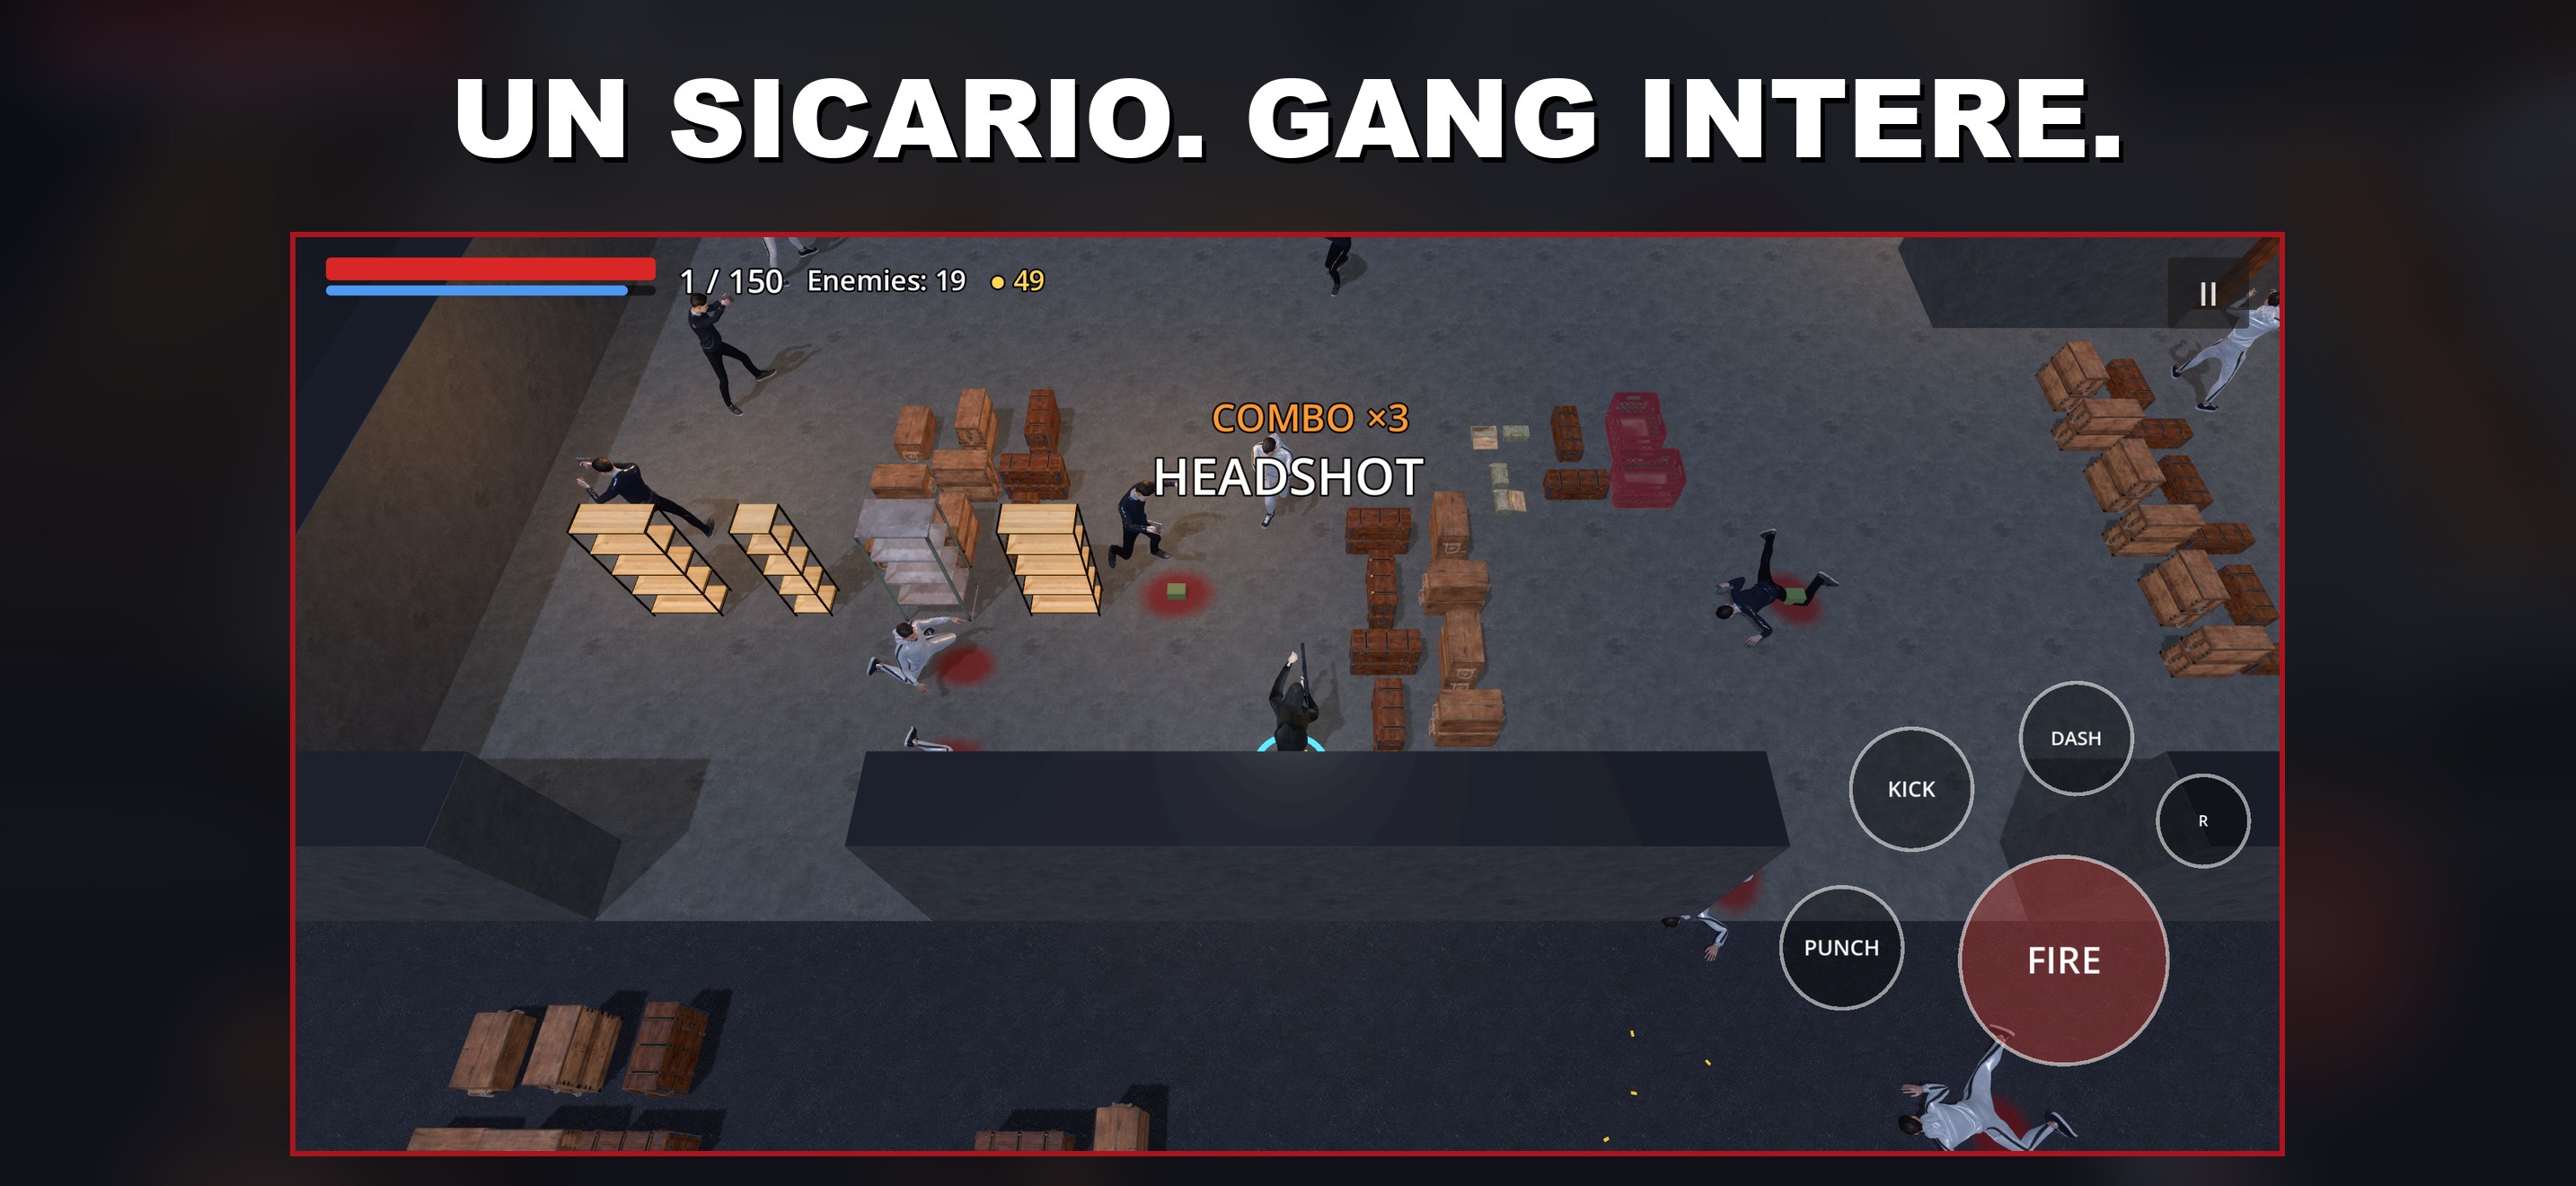 UN SICARIO. GANG INTERE.
1 / 150 Enemies: 19 49
COMBO ×3
HEADSHOT
DASH
KICK
R
PUNCH
FIRE